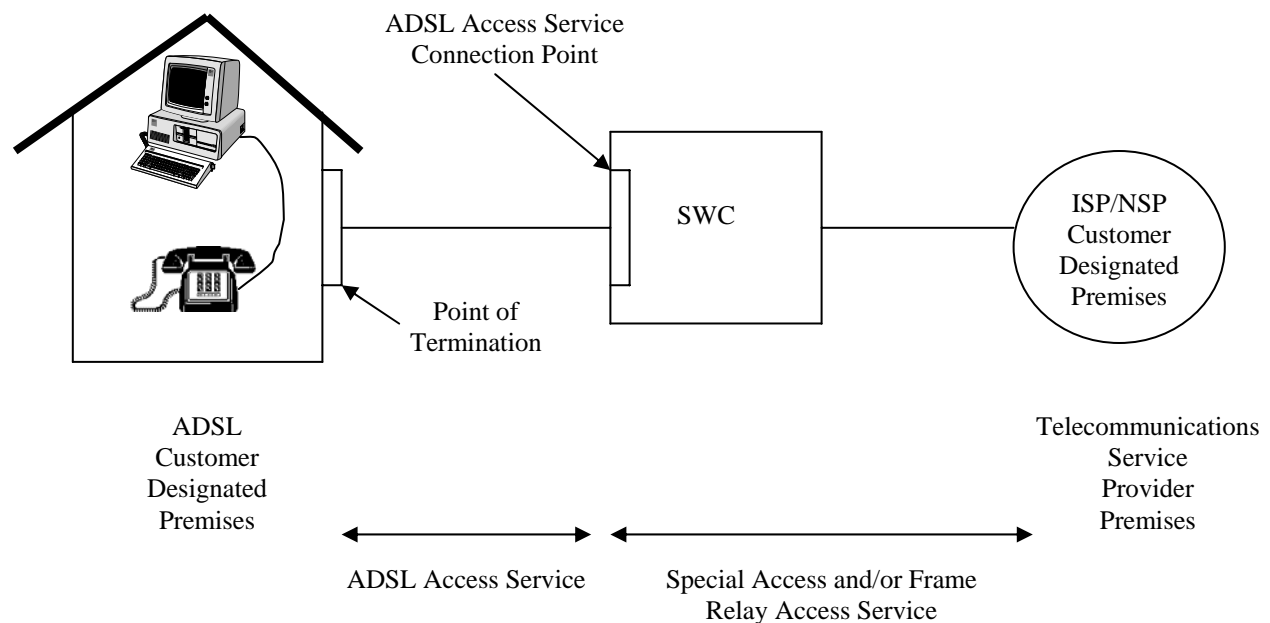 ADSL Access Service
Connection Point
SWC
ISP/NSP
Customer
Designated
Premises
Point of
Termination
ADSL
Customer
Designated
Premises
Telecommunications
Service
Provider
Premises
ADSL Access Service
Special Access and/or Frame
Relay Access Service